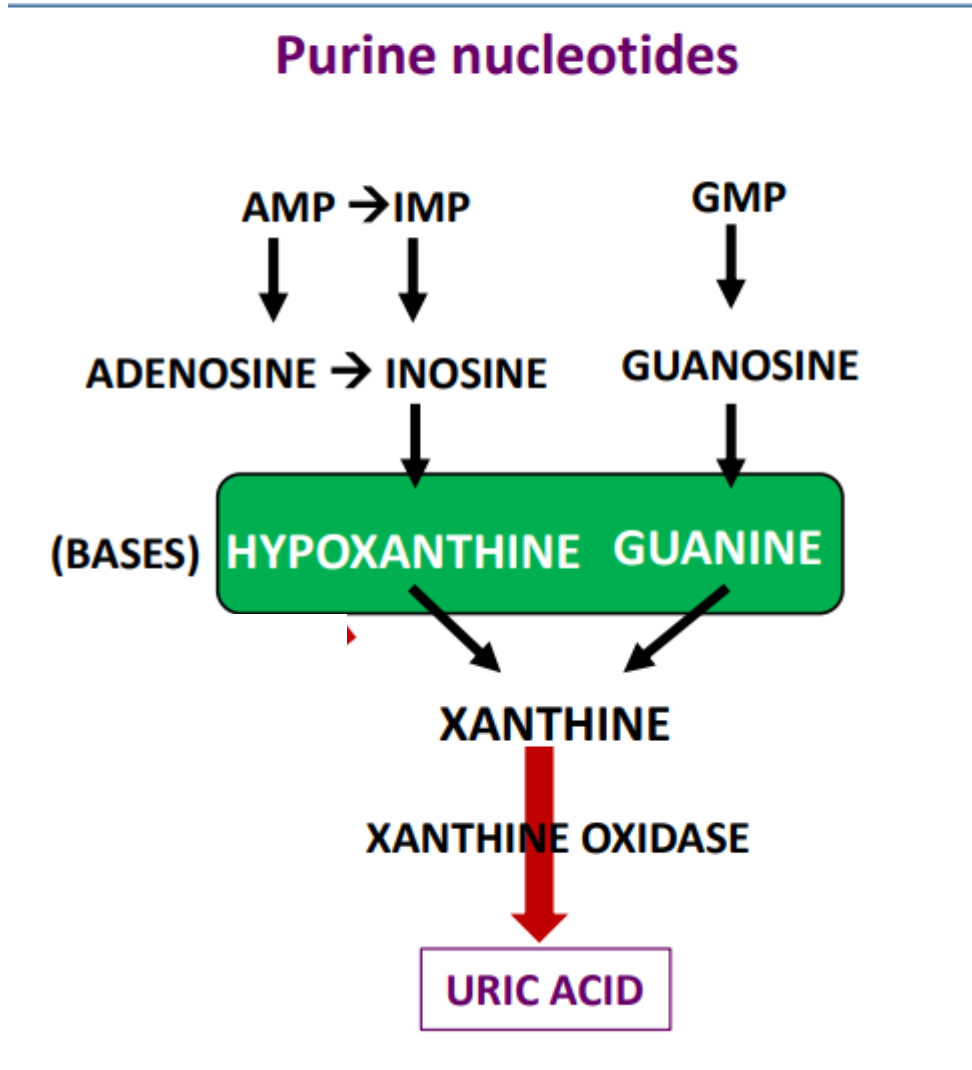 Purine nucleotides
AMP →IMP
GMP
ADENOSINE → INOSINE
GUANOSINE
(BASES)
HYPOXANTHINE
GUANINE
XANTHINE
XANTHINE OXIDASE
URIC ACID